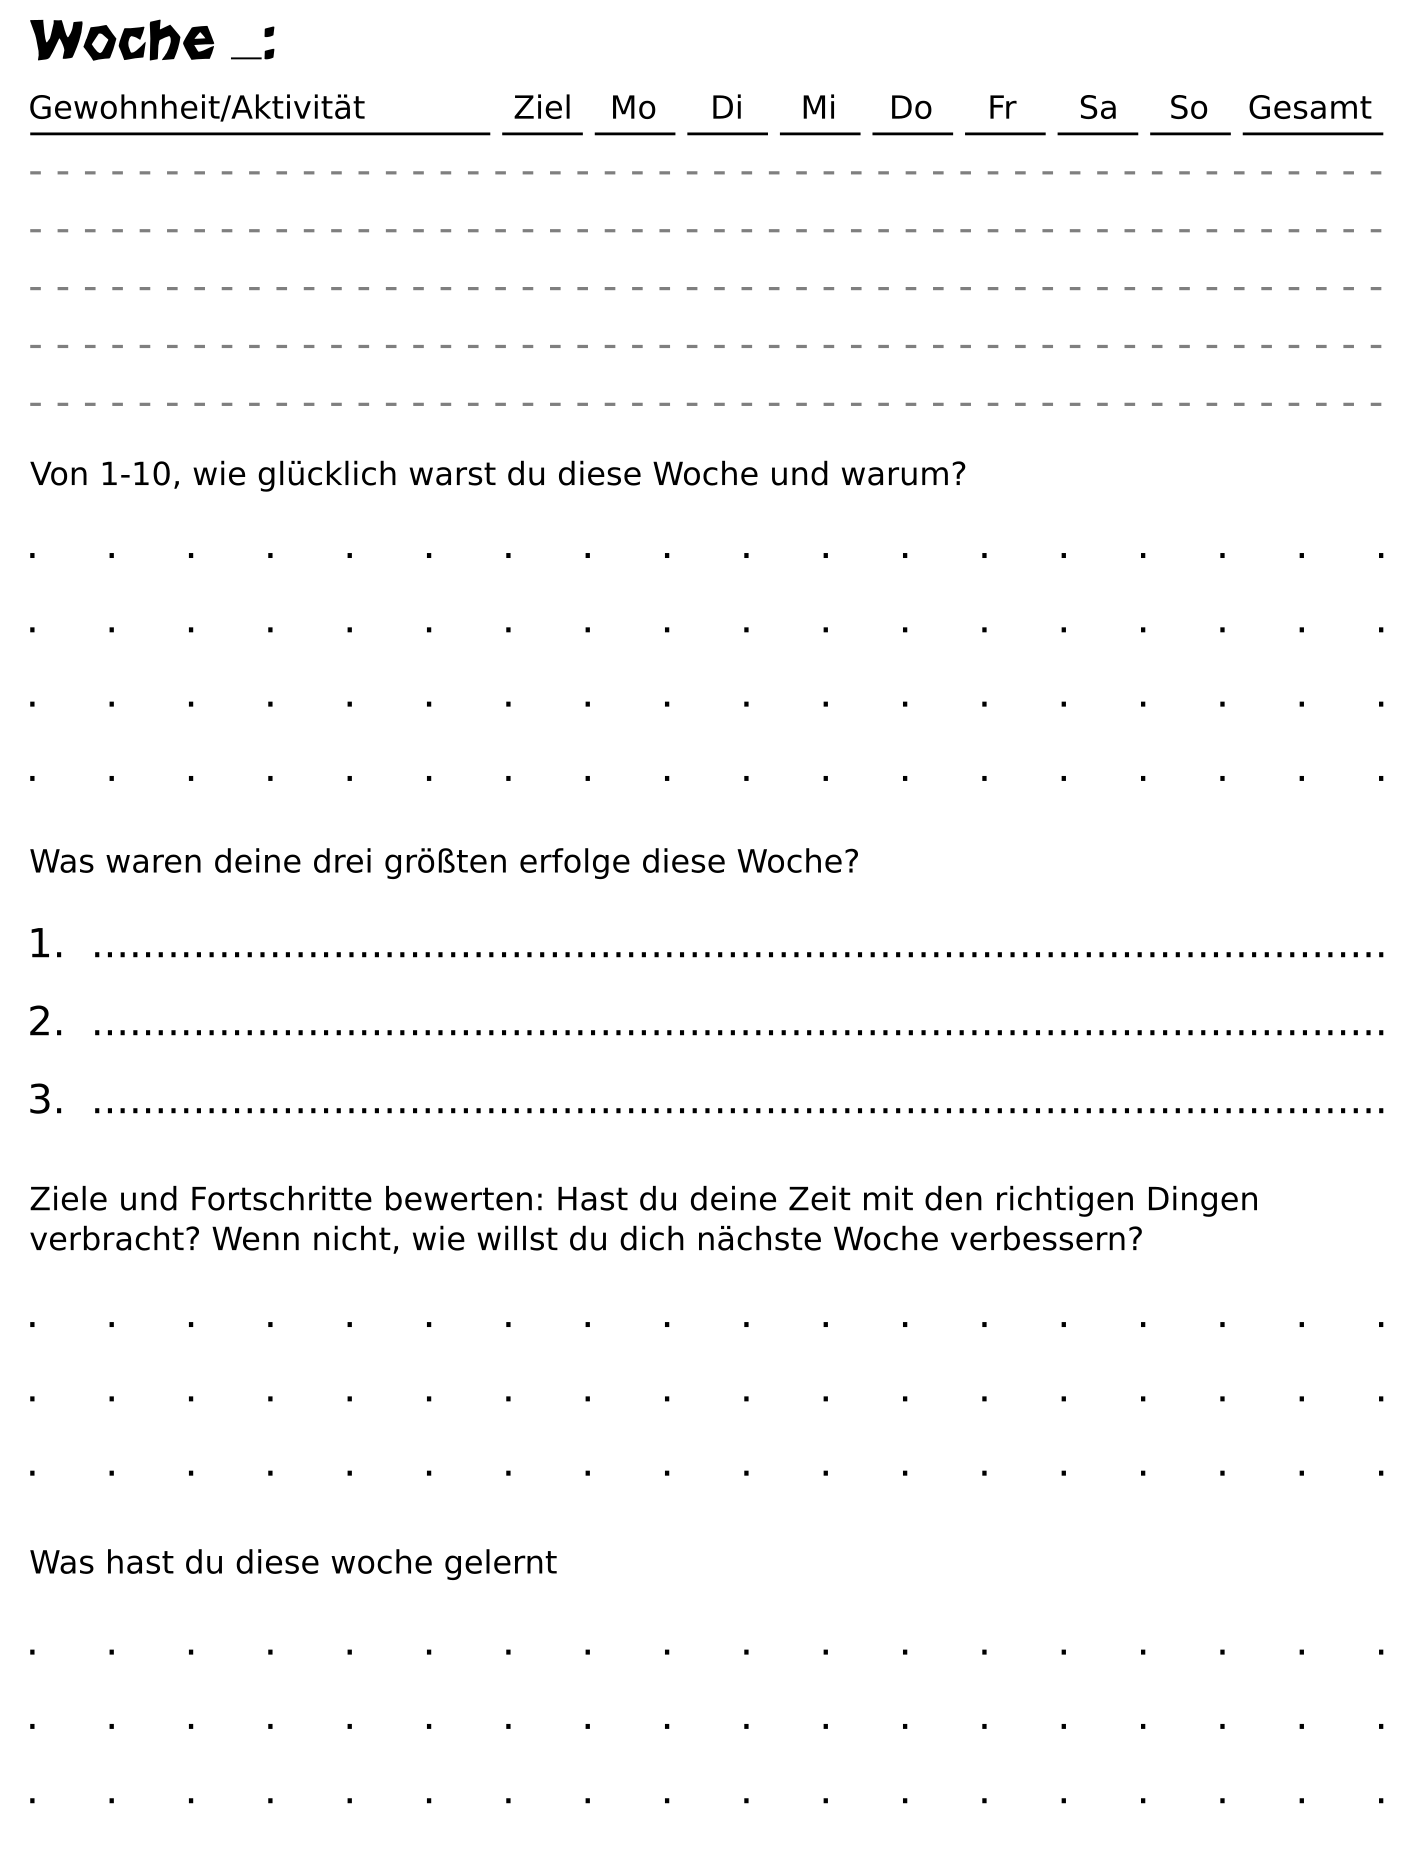 Woche _:
Gewohnheit/Aktivität Ziel Mo Di Mi Do Fr Sa So Gesamt
Von 1-10, wie glücklich warst du diese Woche und warum?
Was waren deine drei größten erfolge diese Woche?
1.
2.
3.
Ziele und Fortschritte bewerten: Hast du deine Zeit mit den richtigen Dingen
verbracht? Wenn nicht, wie willst du dich nächste Woche verbessern?
Was hast du diese woche gelernt